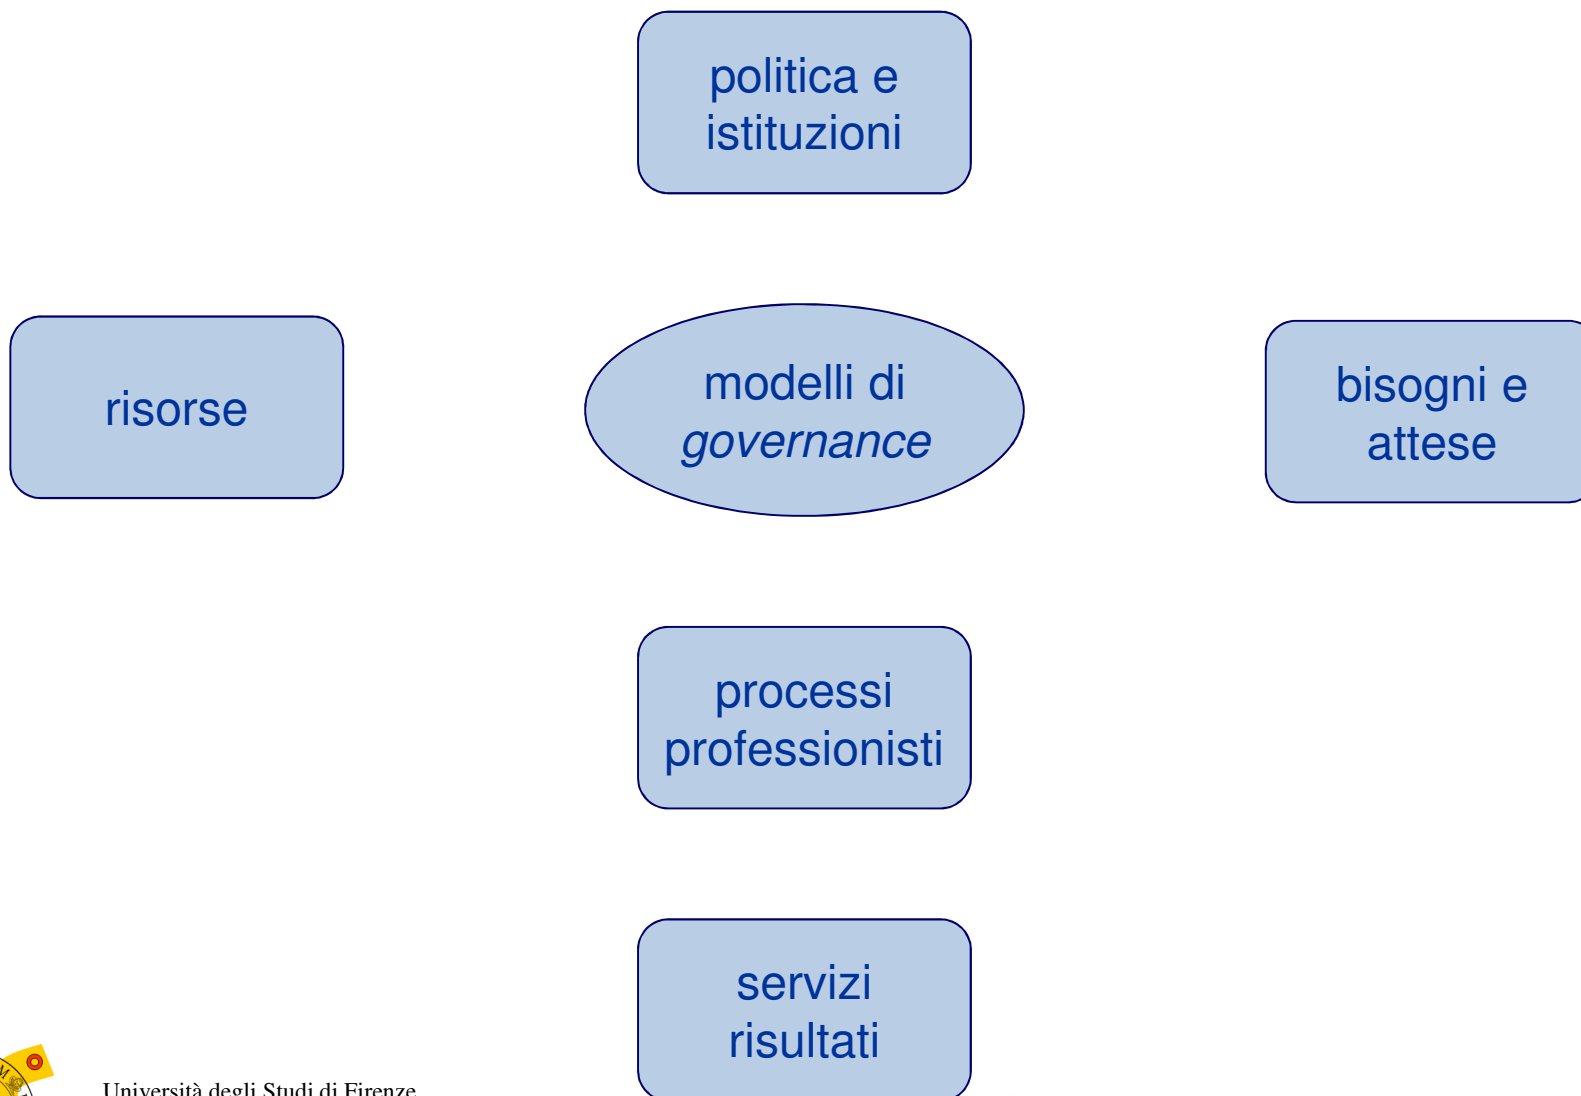 politica e
istituzioni
risorse
modelli di
governance
bisogni e
attese
processi
professionisti
servizi
risultati
Università degli Studi di Firenze